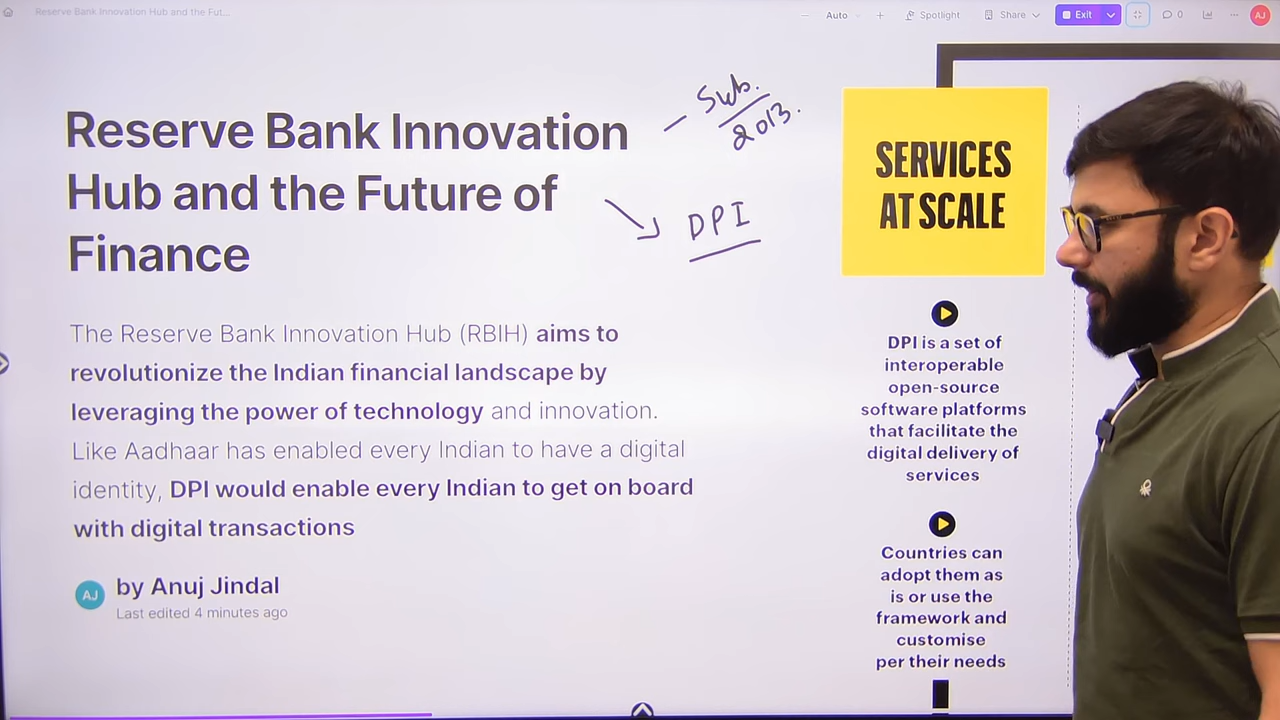 Reserve Bank Innovation Hub and the Fut...
Auto
Spotlight
Share
Exit
0
AJ
Reserve Bank Innovation
Hub and the Future of
Finance
Sub.
2013.
DPI
The Reserve Bank Innovation Hub (RBIH) aims to
revolutionize the Indian financial landscape by
leveraging the power of technology and innovation.
Like Aadhaar has enabled every Indian to have a digital
identity, DPI would enable every Indian to get on board
with digital transactions
AJ
by Anuj Jindal
Last edited 4 minutes ago
SERVICES
AT SCALE
DPI is a set of
interoperable
open-source
software platforms
that facilitate the
digital delivery of
services
Countries can
adopt them as
is or use the
framework and
customise
per their needs